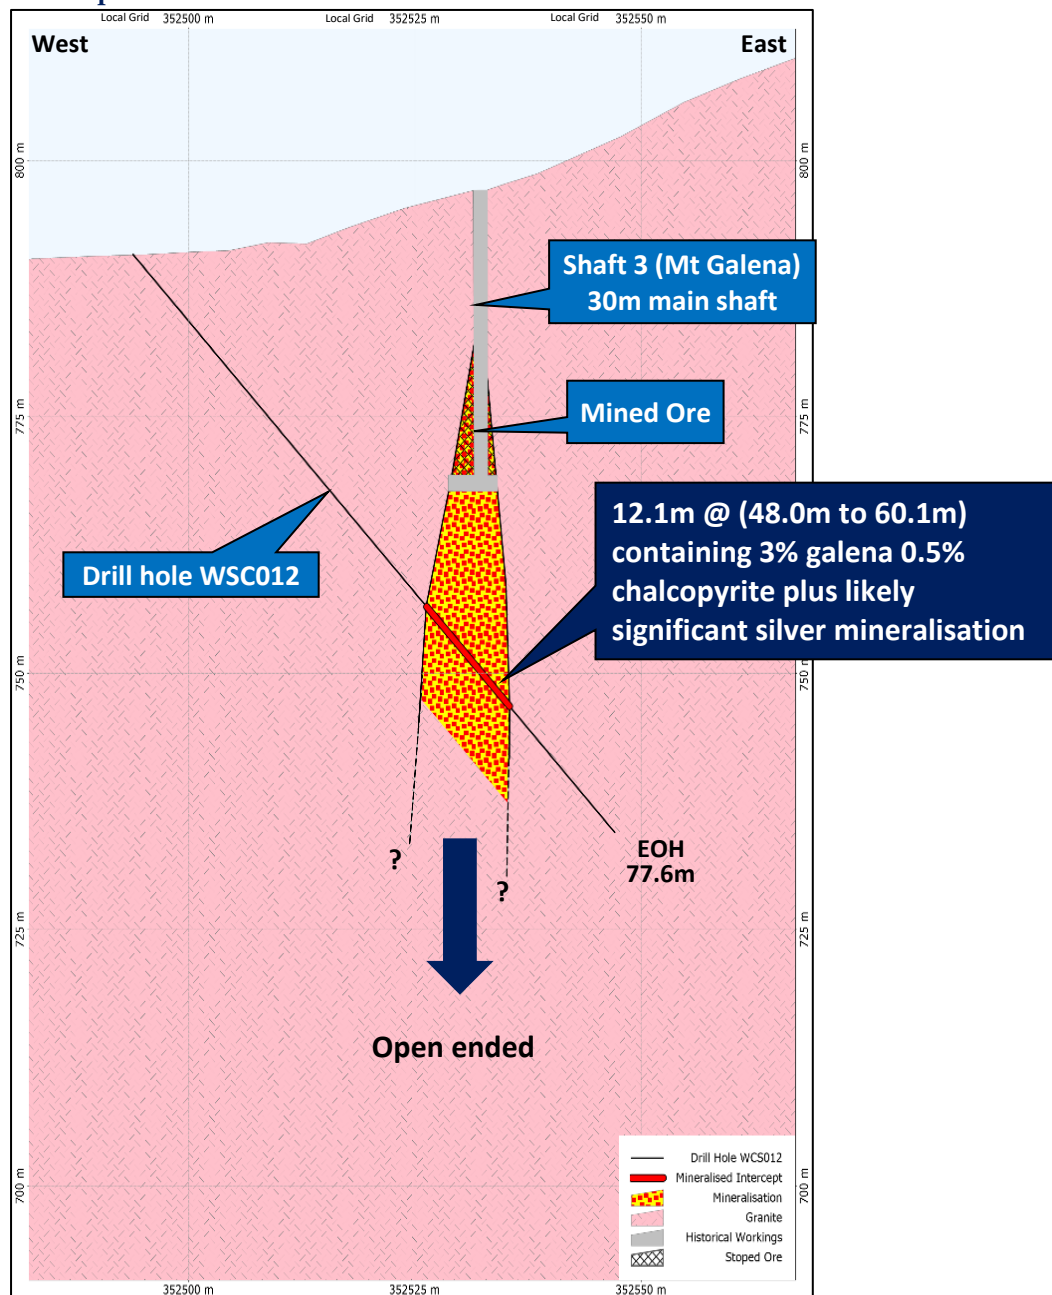 Local Grid 352500 m Local Grid 352525 m Local Grid 352550 m
West
East
800 m
800 m
Shaft 3 (Mt Galena)
30m main shaft
775 m
775 m
Mined Ore
12.1m @ (48.0m to 60.1m)
containing 3% galena 0.5%
chalcopyrite plus likely
significant silver mineralisation
Drill hole WSC012
750 m
750 m
EOH
77.6m
?
?
725 m
725 m
Open ended
700 m
700 m
Drill Hole WCS012
Mineralised Intercept
Mineralisation
Granite
Historical Workings
Stoped Ore
352500 m 352525 m 352550 m